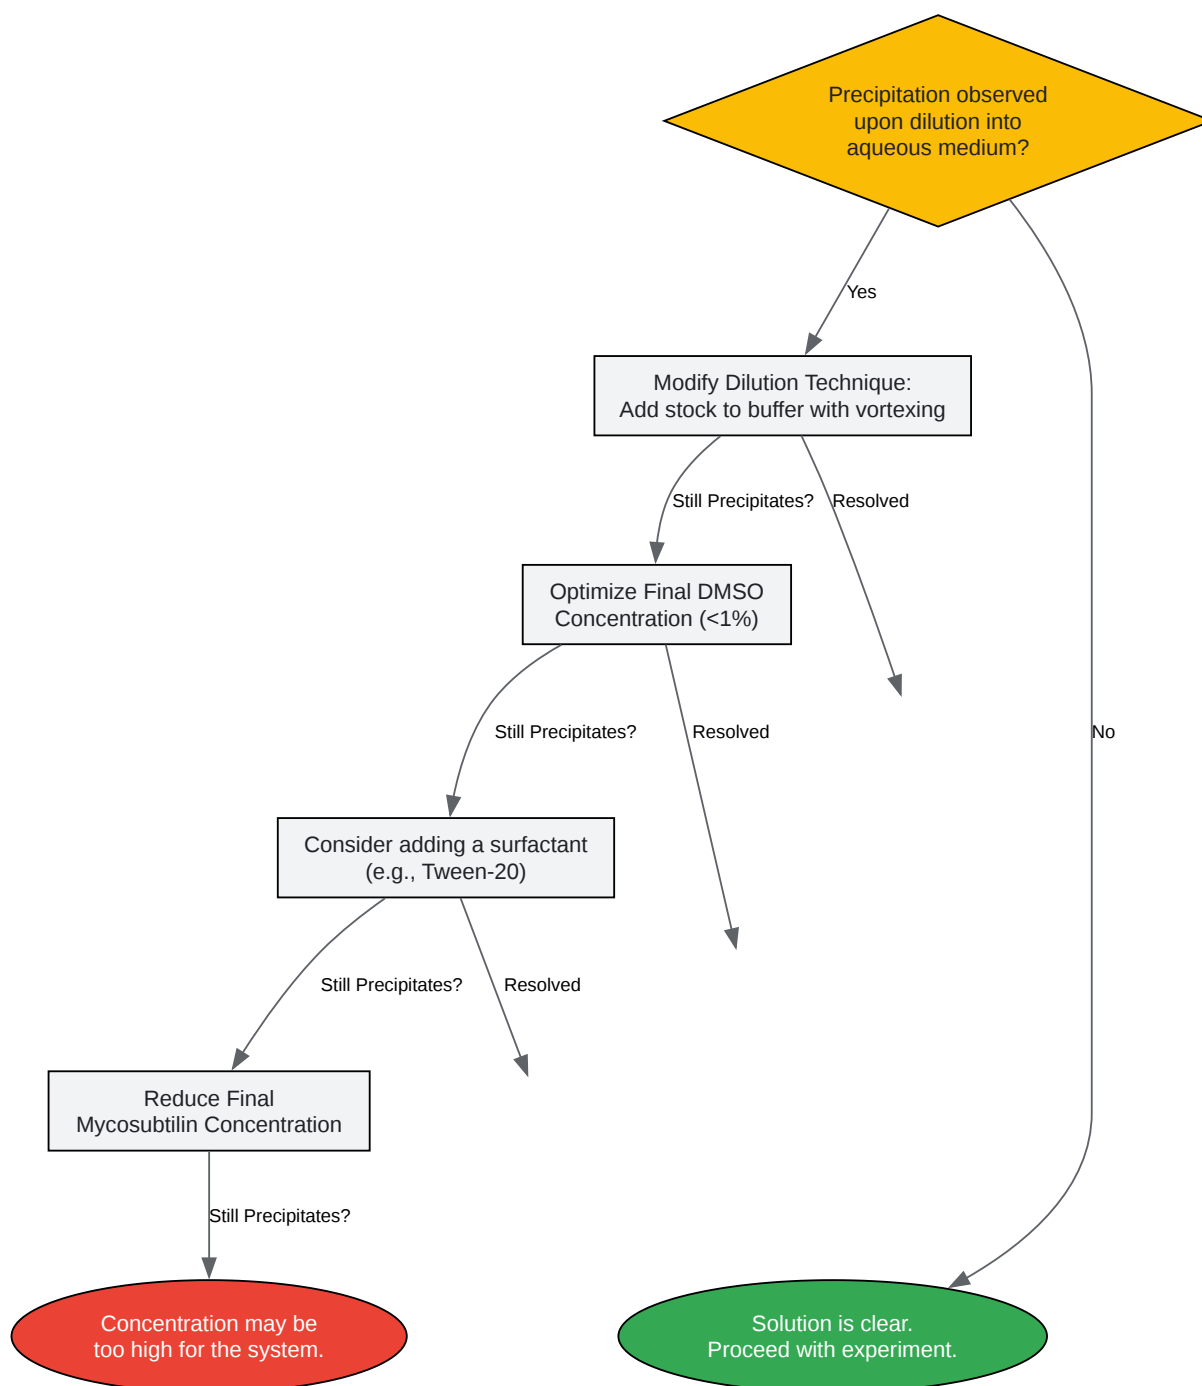 Precipitation observed
upon dilution into
aqueous medium?
Yes
Modify Dilution Technique:
Add stock to buffer with vortexing
Still Precipitates?
Resolved
Optimize Final DMSO
Concentration (<1%)
Still Precipitates?
Resolved
No
Consider adding a surfactant
(e.g., Tween-20)
Still Precipitates?
Resolved
Reduce Final
Mycosubtilin Concentration
Still Precipitates?
Concentration may be
too high for the system.
Solution is clear.
Proceed with experiment.